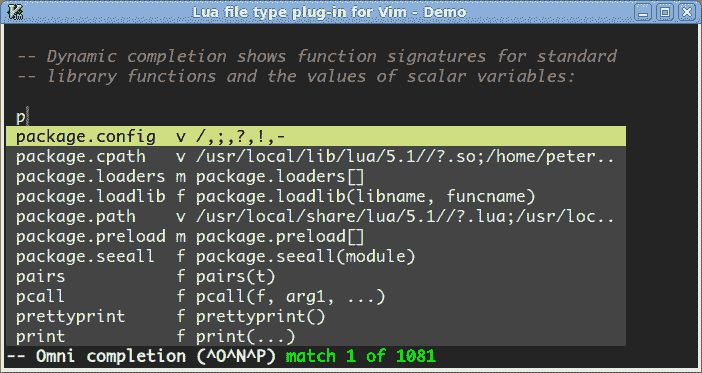 Lua file type plug-in for Vim - Demo
-- Dynamic completion shows function signatures for standard
-- library functions and the values of scalar variables:
p
package.config v /,;,?,!,-
package.cpath v /usr/local/lib/lua/5.1//?.so;/home/peter..
package.loaders m package.loaders[]
package.loadlib f package.loadlib(libname, funcname)
package.path v /usr/local/share/lua/5.1//?.lua;/usr/loc..
package.preload m package.preload[]
package.seeall f package.seeall(module)
pairs f pairs(t)
pcall f pcall(f, arg1, ...)
prettyprint f prettyprint()
print f print(...)
-- Omni completion (^O^N^P) match 1 of 1081